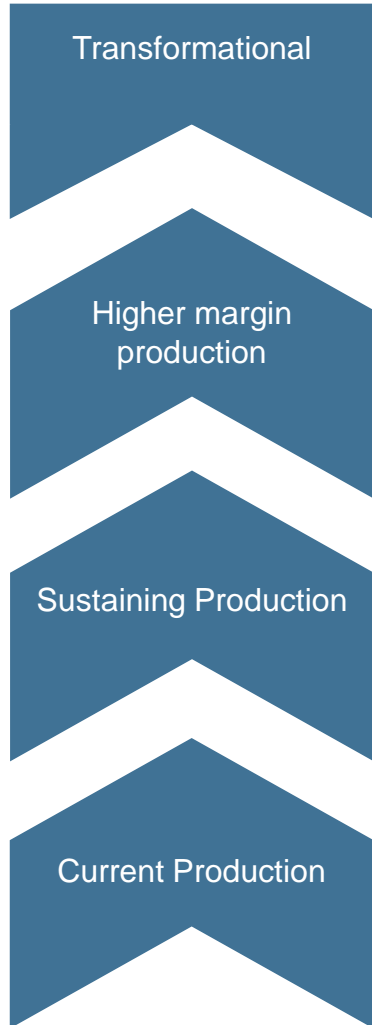 Transformational
Higher margin
production
Sustaining Production
Current Production